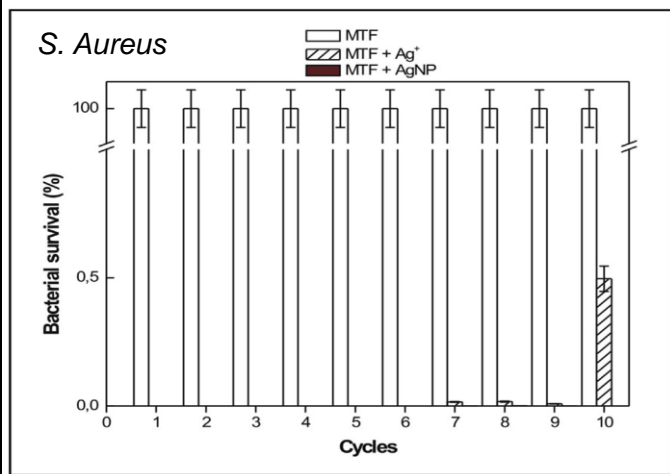 S. Aureus
MTF
MTF + Ag⁺
MTF + AgNP
100
0,5
0,0
Bacterial survival (%)
0 1 2 3 4 5 6 7 8 9 10
Cycles